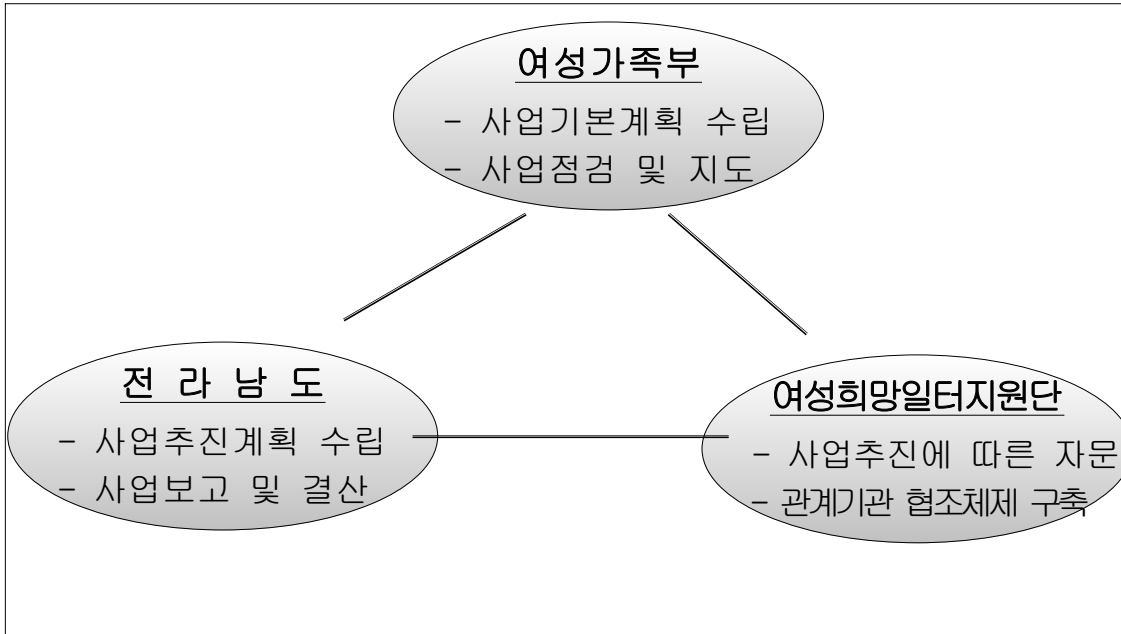 여성가족부
- 사업기본계획 수립
- 사업점검 및 지도
전 라 남 도
- 사업추진계획 수립
- 사업보고 및 결산
여성희망일터지원단
- 사업추진에 따른 자문
- 관계기관 협조체제 구축